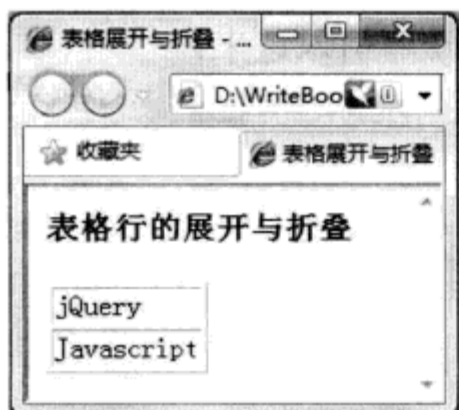 表格展开与折叠 - ...
D:\WriteBoo
收藏夹
表格展开与折叠
表格行的展开与折叠
jQuery
Javascript